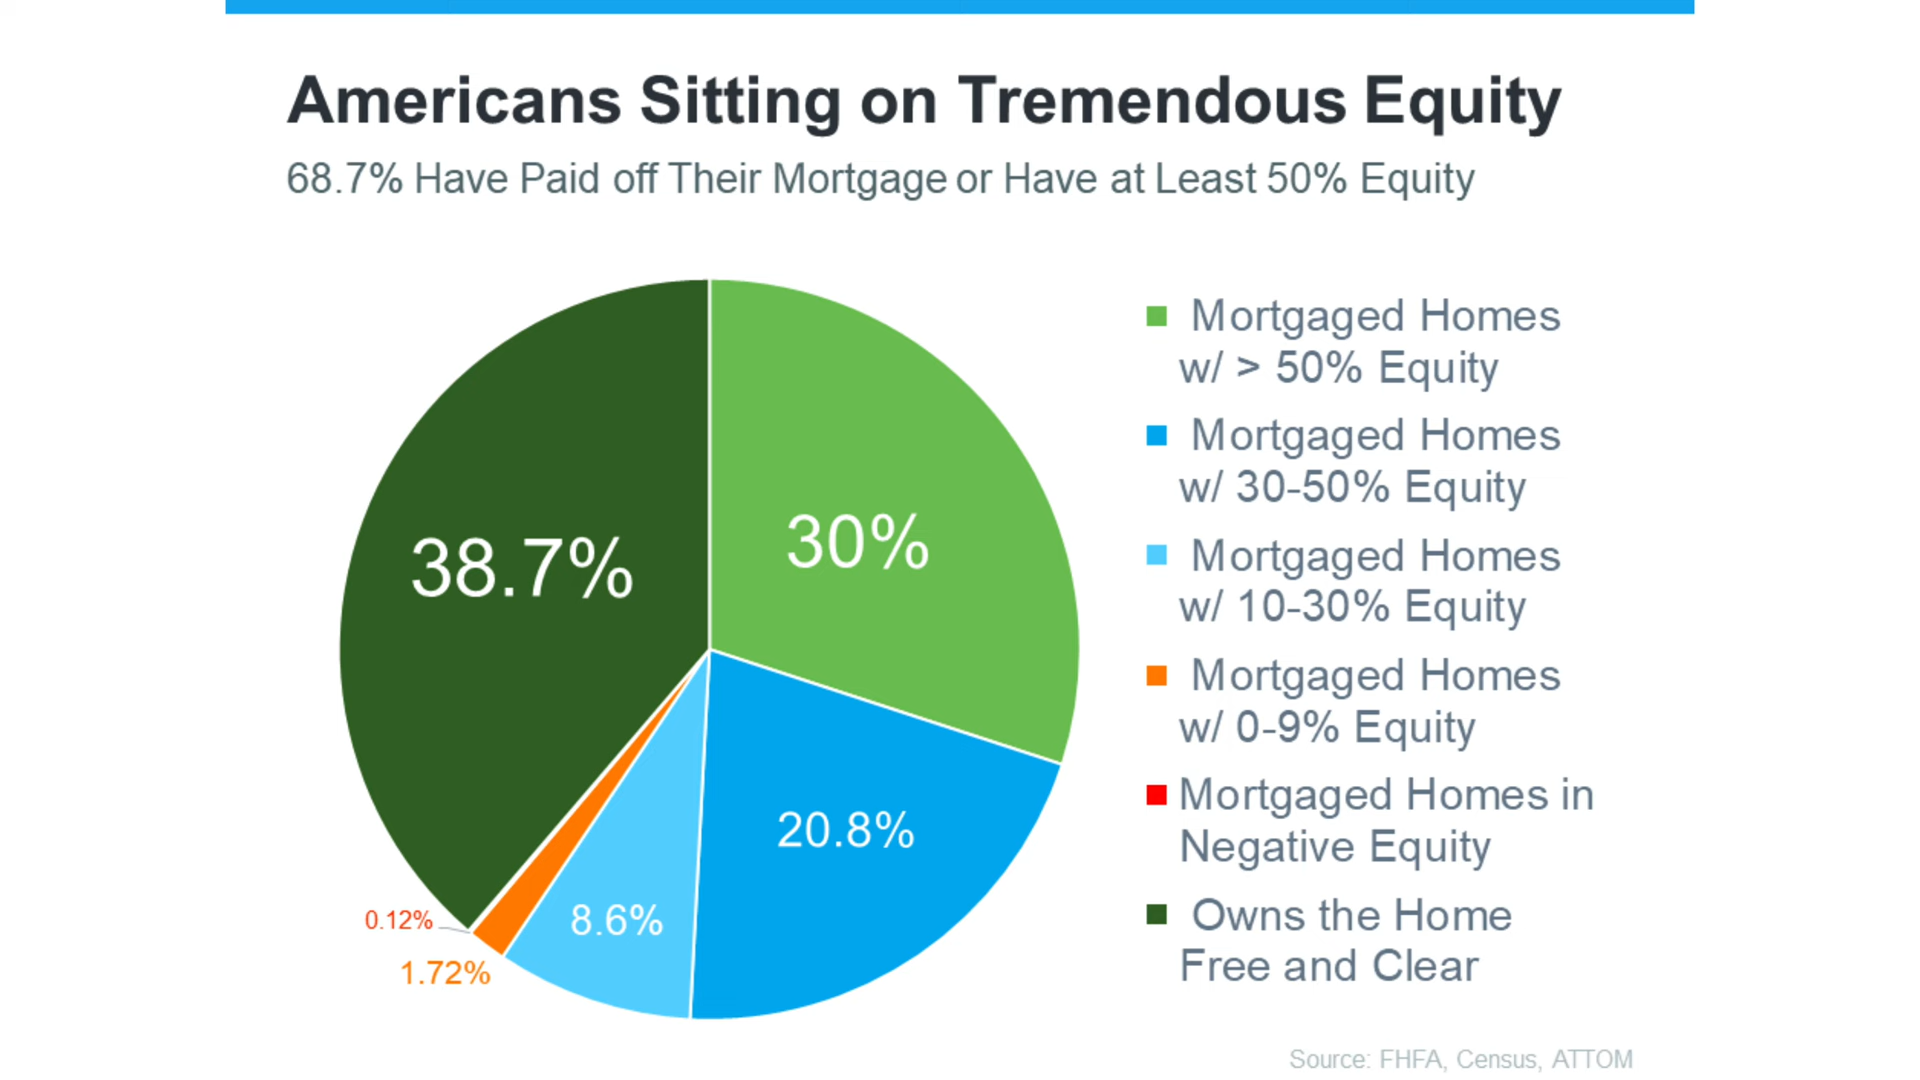 Americans Sitting on Tremendous Equity
68.7% Have Paid off Their Mortgage or Have at Least 50% Equity
38.7%
30%
20.8%
8.6%
0.12%
1.72%
Mortgaged Homes
w/ > 50% Equity
Mortgaged Homes
w/ 30-50% Equity
Mortgaged Homes
w/ 10-30% Equity
Mortgaged Homes
w/ 0-9% Equity
Mortgaged Homes in
Negative Equity
Owns the Home
Free and Clear
Source: FHFA, Census, ATTOM